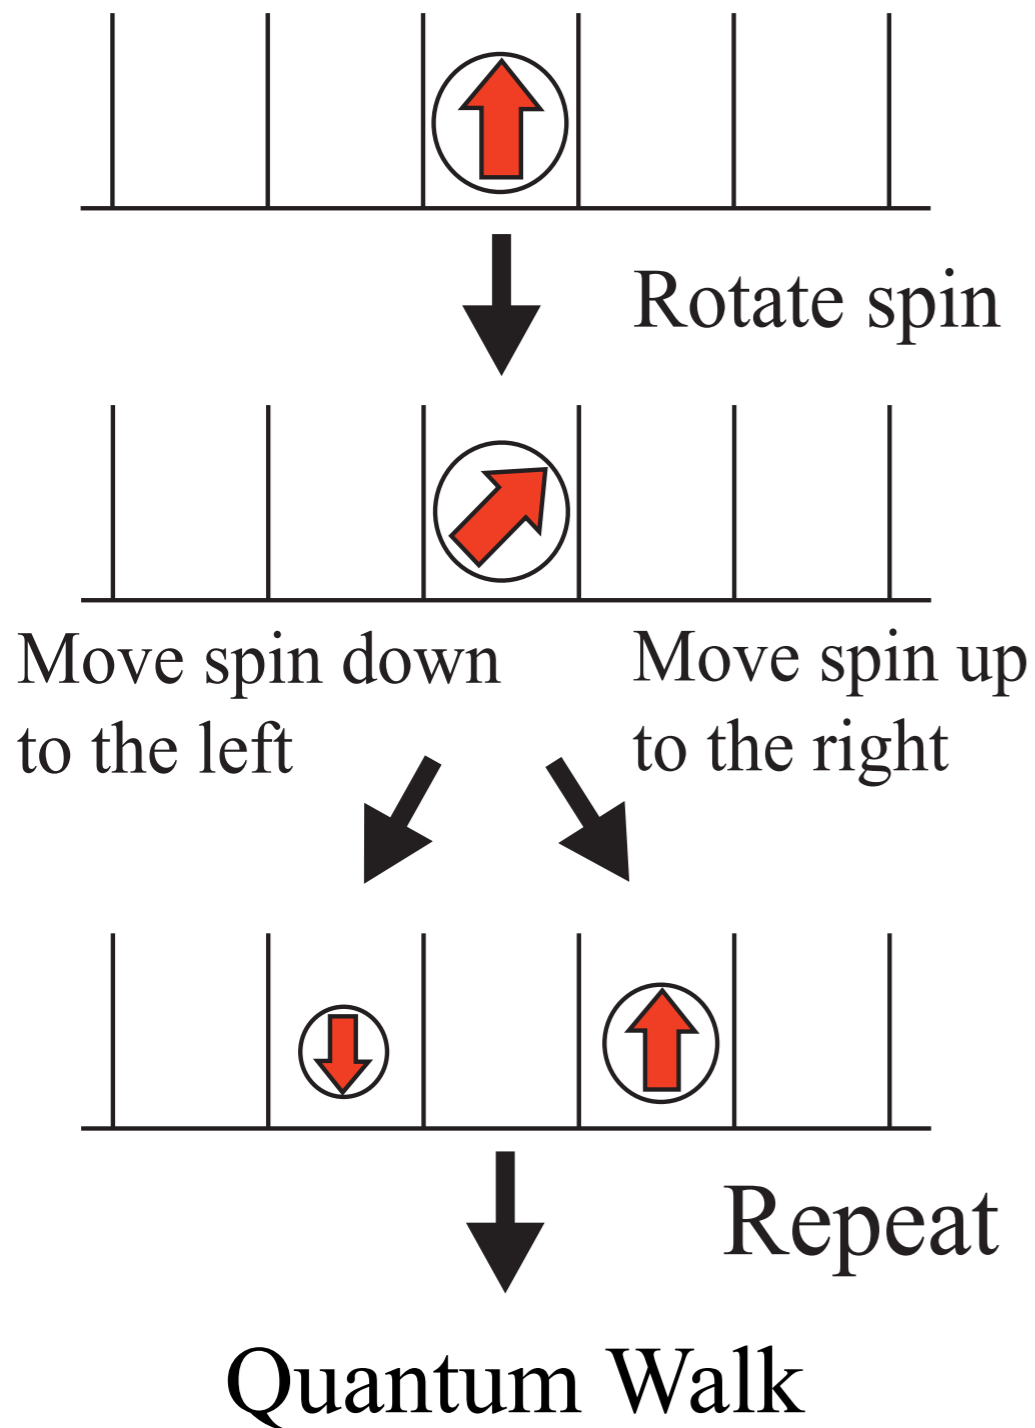 Rotate spin
Move spin down
to the left
Move spin up
to the right
Repeat
Quantum Walk